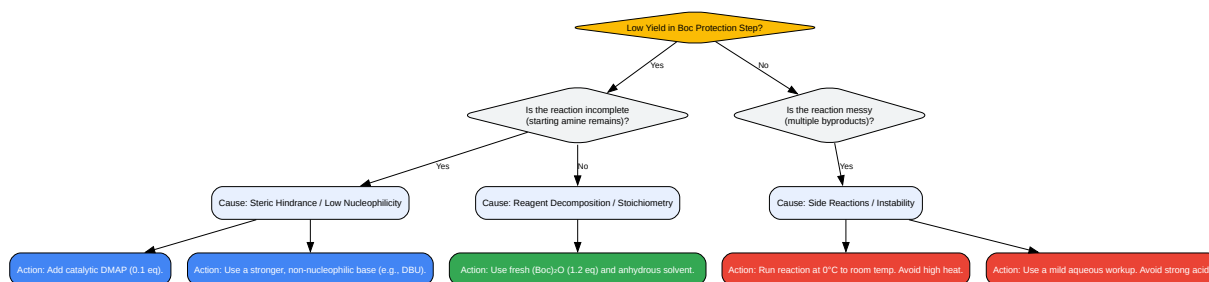 Low Yield in Boc Protection Step?
Yes
No
Is the reaction incomplete
(starting amine remains)?
Is the reaction messy
(multiple byproducts)?
Yes
No
Yes
Cause: Steric Hindrance / Low Nucleophilicity
Cause: Reagent Decomposition / Stoichiometry
Cause: Side Reactions / Instability
Action: Add catalytic DMAP (0.1 eq).
Action: Use a stronger, non-nucleophilic base (e.g., DBU).
Action: Use fresh (Boc)₂O (1.2 eq) and anhydrous solvent.
Action: Run reaction at 0°C to room temp. Avoid high heat.
Action: Use a mild aqueous workup. Avoid strong acid